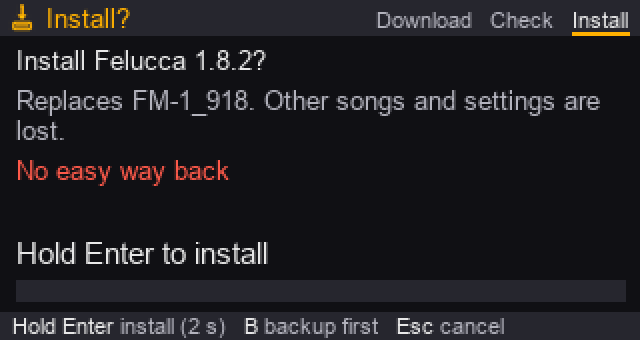 Install?
Download Check Install
Install Felucca 1.8.2?
Replaces FM-1_918. Other songs and settings are
lost.
No easy way back
Hold Enter to install
Hold Enter install (2 s) B backup first Esc cancel